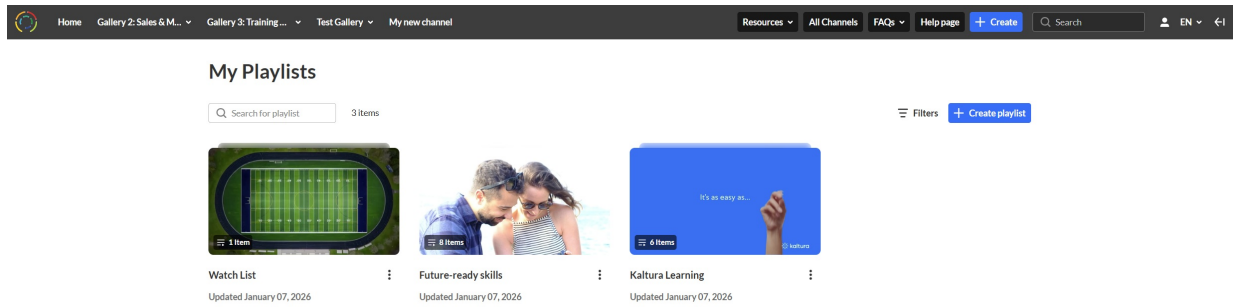 Home Gallery 2: Sales & M... Gallery 3: Training ... Test Gallery My new channel Resources All Channels FAQs Help page + Create Search EN
My Playlists
Search for playlist 3 items Filters + Create playlist
It's as easy as...
1 Item 8 Items 6 Items kaltura
Watch List Future-ready skills Kaltura Learning
Updated January 07, 2026 Updated January 07, 2026 Updated January 07, 2026